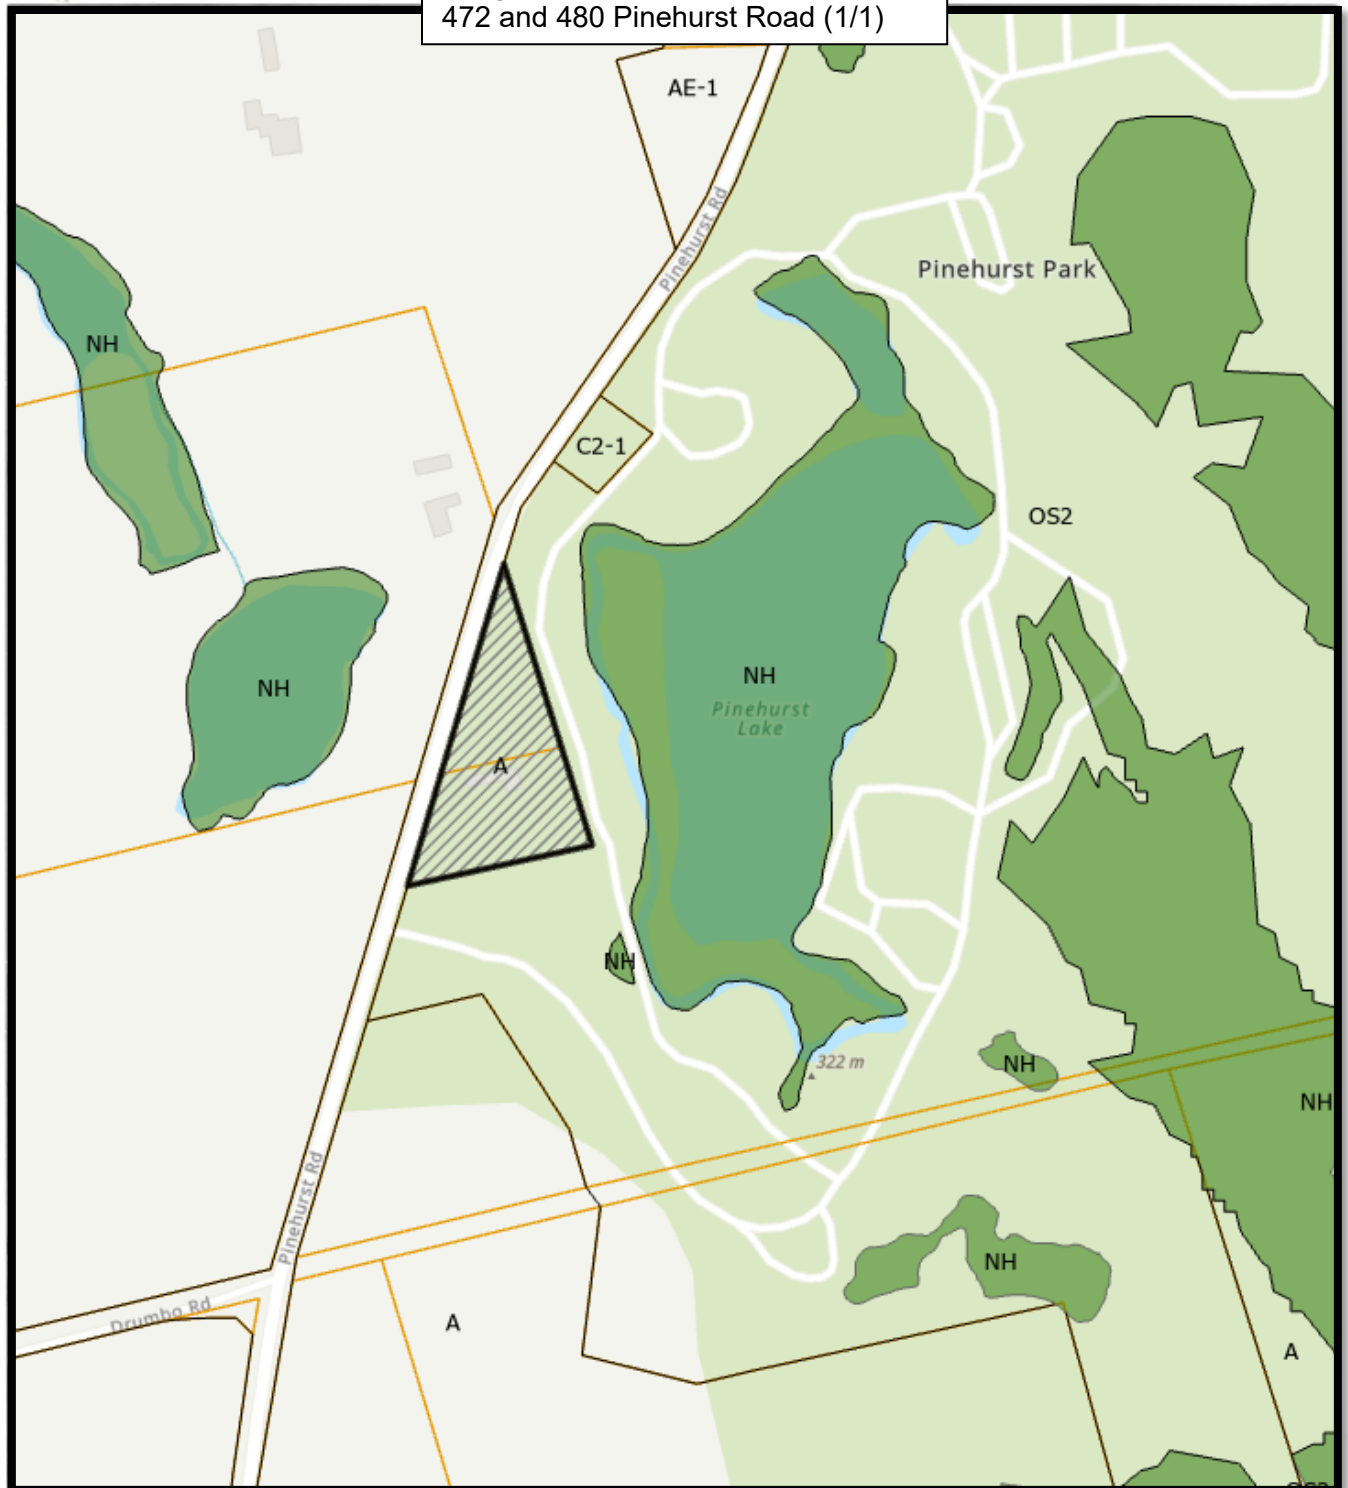 472 and 480 Pinehurst Road (1/1)
AE-1
Pinehurst Rd
Pinehurst Park
NH
C2-1
OS2
NH
NH
Pinehurst
Lake
A
NH
322 m
NH
NH
Pinehurst Rd
NH
Drumbo Rd
A
A